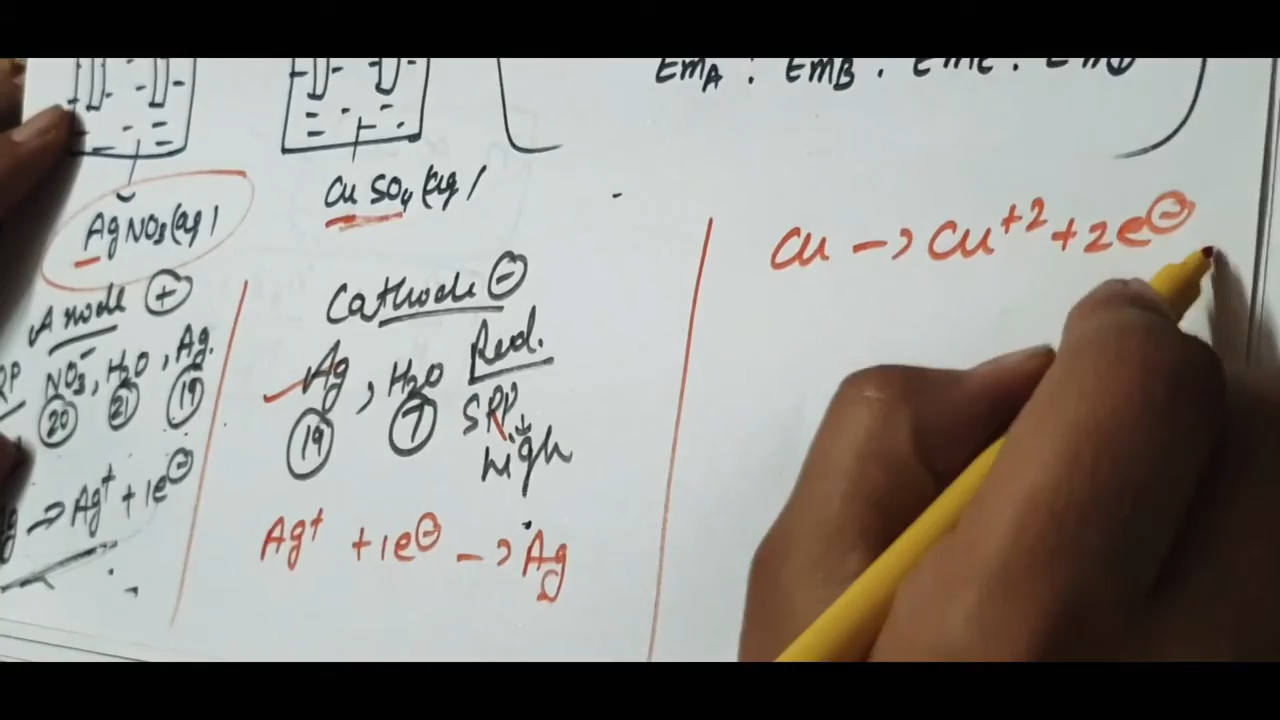 EmA : EmB . EmC . Em
CuSO4(aq)
AgNO3(aq)
Anode +
NO3-, H2O, Ag.
20 21 19
→ Ag+ + 1e-
Cathode -
Red.
Ag, H2O
19 7
SRP
high
Ag+ + 1e- → Ag
Cu → Cu+2 + 2e-